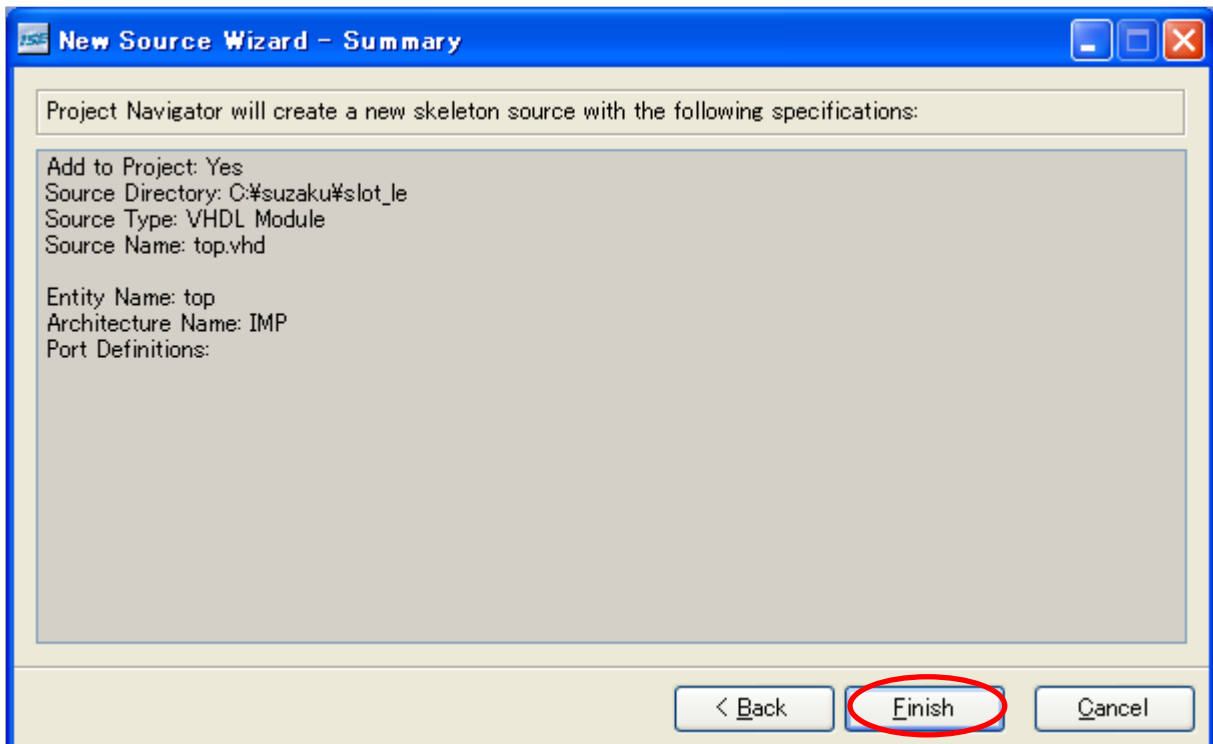 ISE New Source Wizard - Summary
Project Navigator will create a new skeleton source with the following specifications:
Add to Project: Yes
Source Directory: C:¥suzaku¥slot_le
Source Type: VHDL Module
Source Name: top.vhd
Entity Name: top
Architecture Name: IMP
Port Definitions:
< Back Finish Cancel